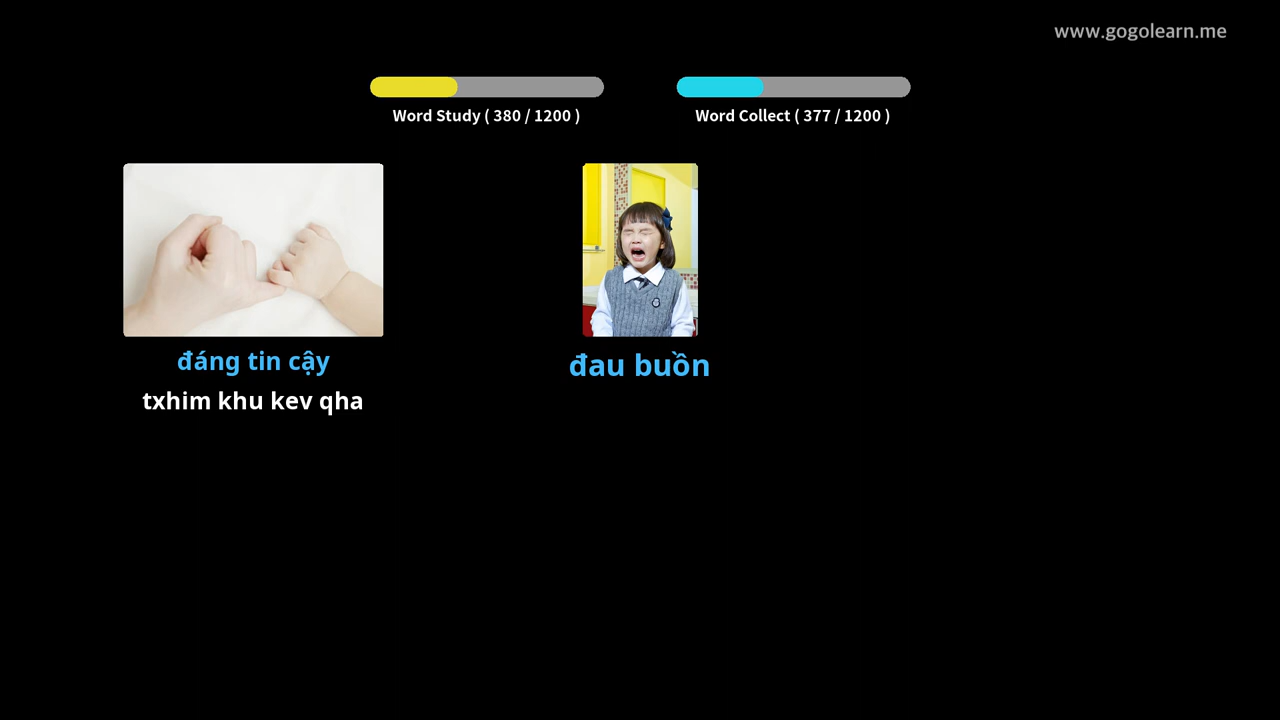 www.gogolearn.me
Word Study ( 380 / 1200 )
Word Collect ( 377 / 1200 )
đáng tin cậy
txhim khu kev qha
đau buồn